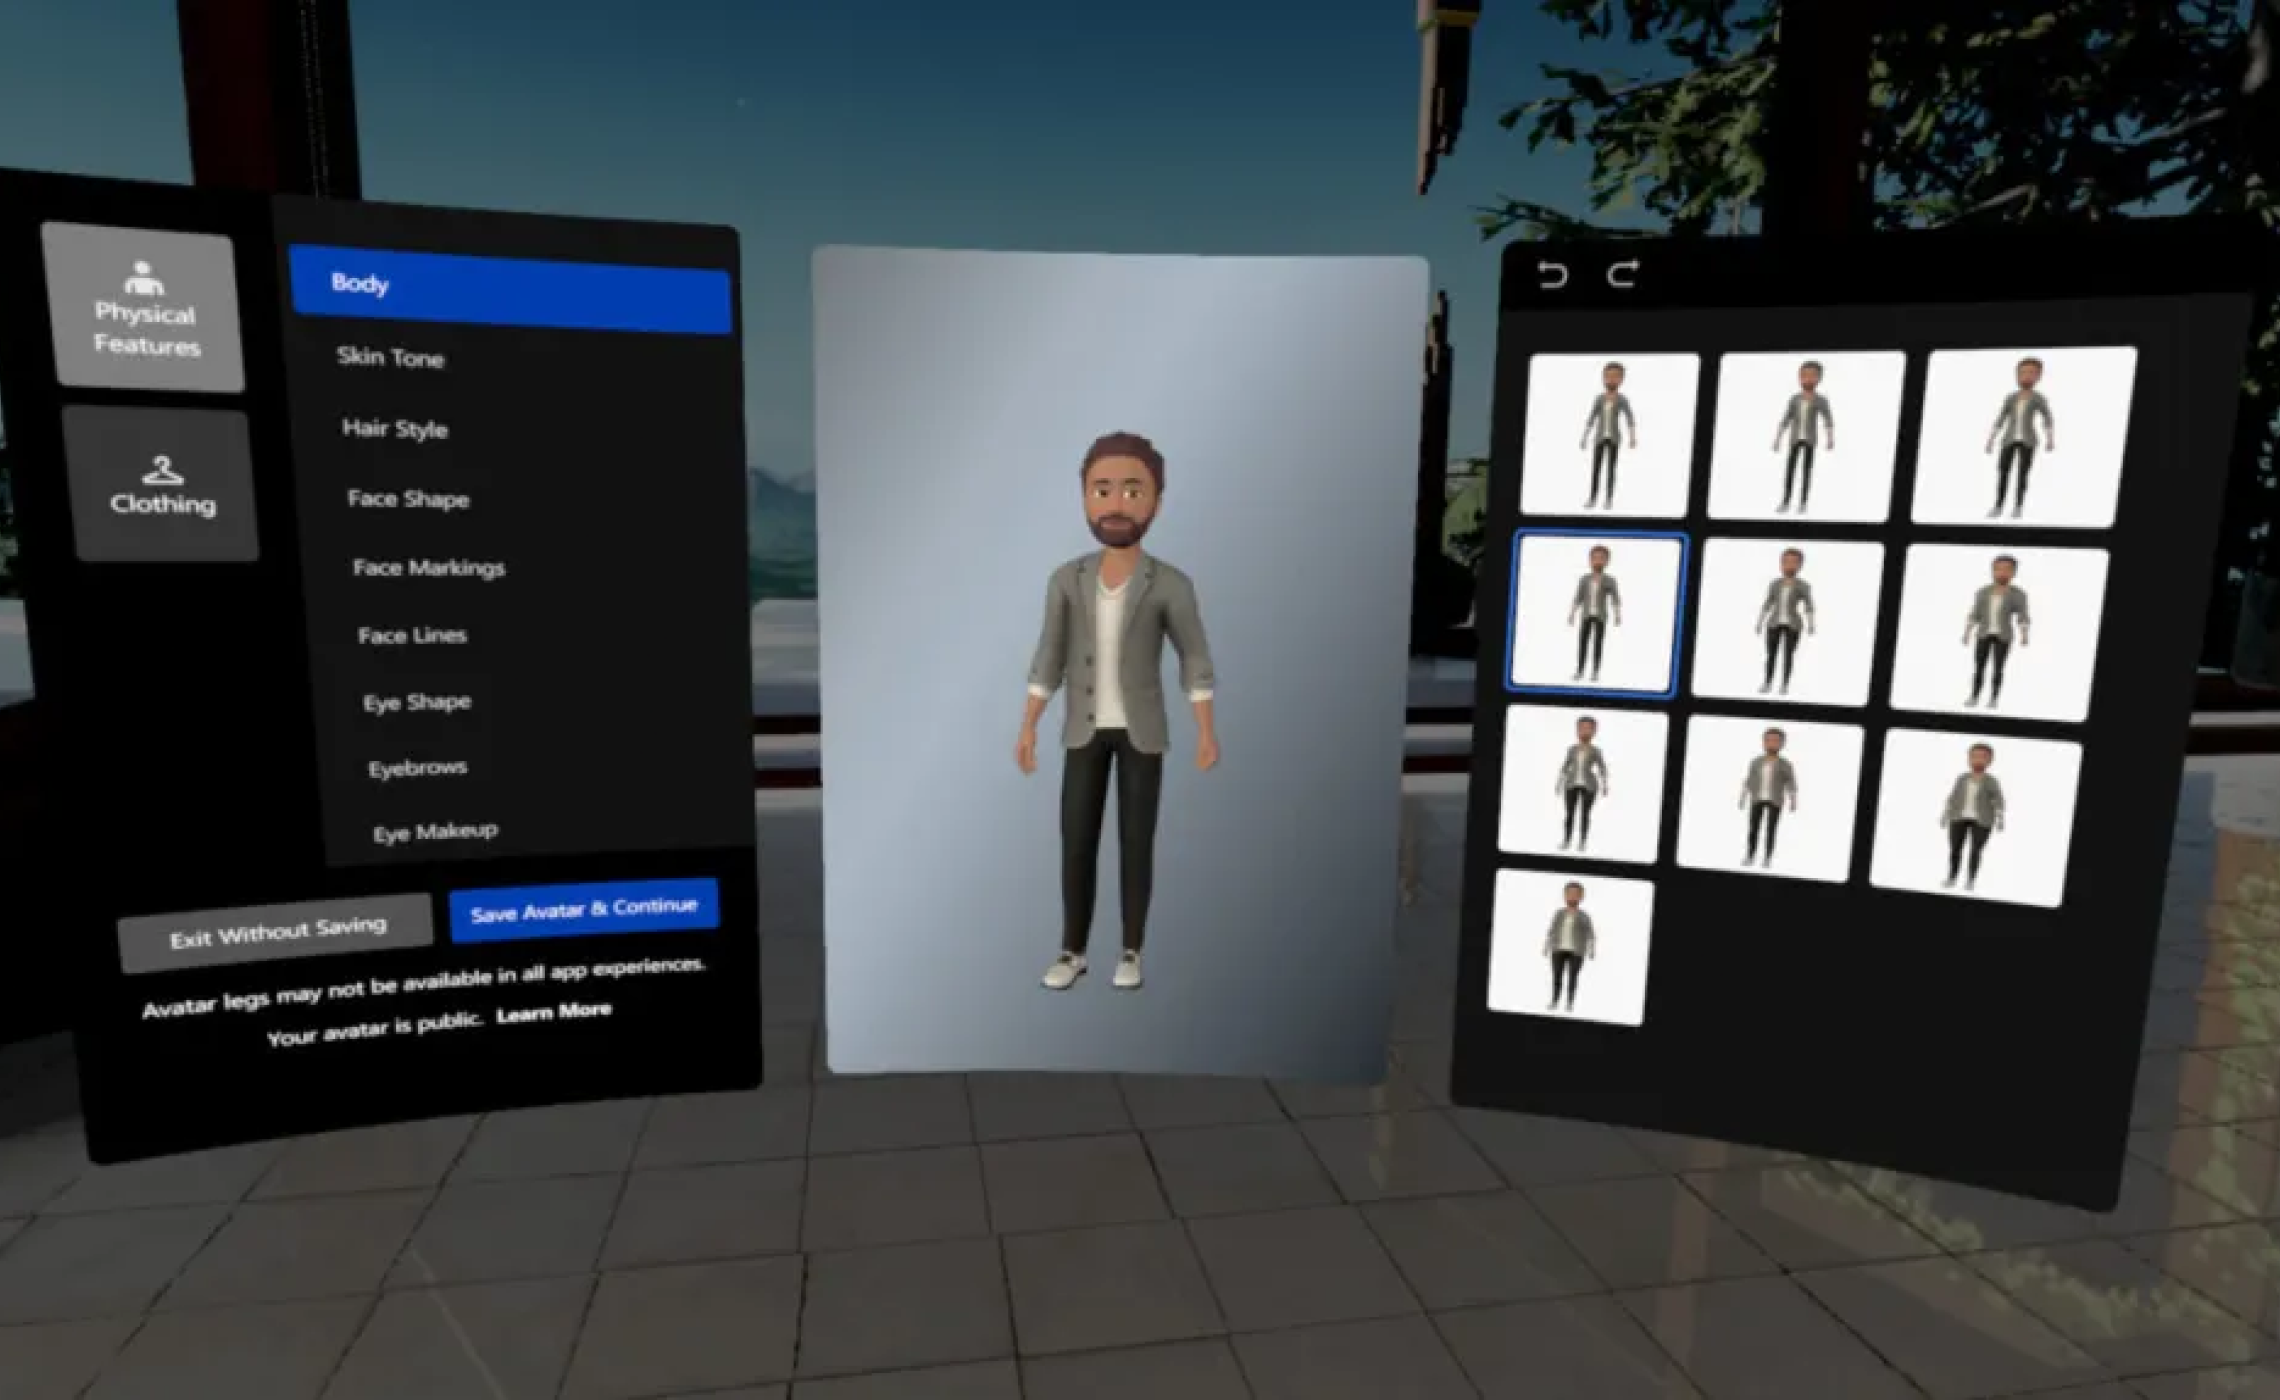 Physical
Features
Clothing
Body
Skin Tone
Hair Style
Face Shape
Face Markings
Face Lines
Eye Shape
Eyebrows
Eye Makeup
Exit Without Saving
Save Avatar & Continue
Avatar legs may not be available in all app experiences.
Your avatar is public. Learn More